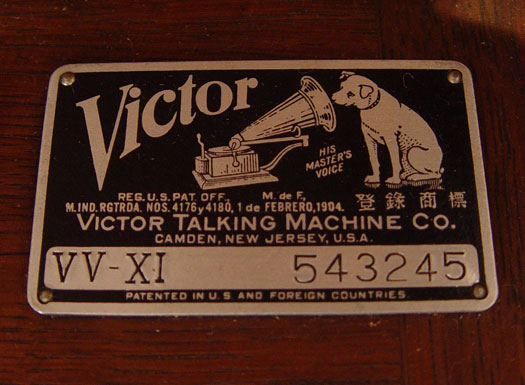 Victor
HIS
MASTER'S
VOICE
REG. U.S. PAT. OFF. M. de F.
M. IND. RGTRDA. NOS. 4176 y 4180, 1 de FEBRERO, 1904. 登錄商標
VICTOR TALKING MACHINE CO.
CAMDEN, NEW JERSEY, U.S.A.
VV-XI 543245
PATENTED IN U.S AND FOREIGN COUNTRIES.